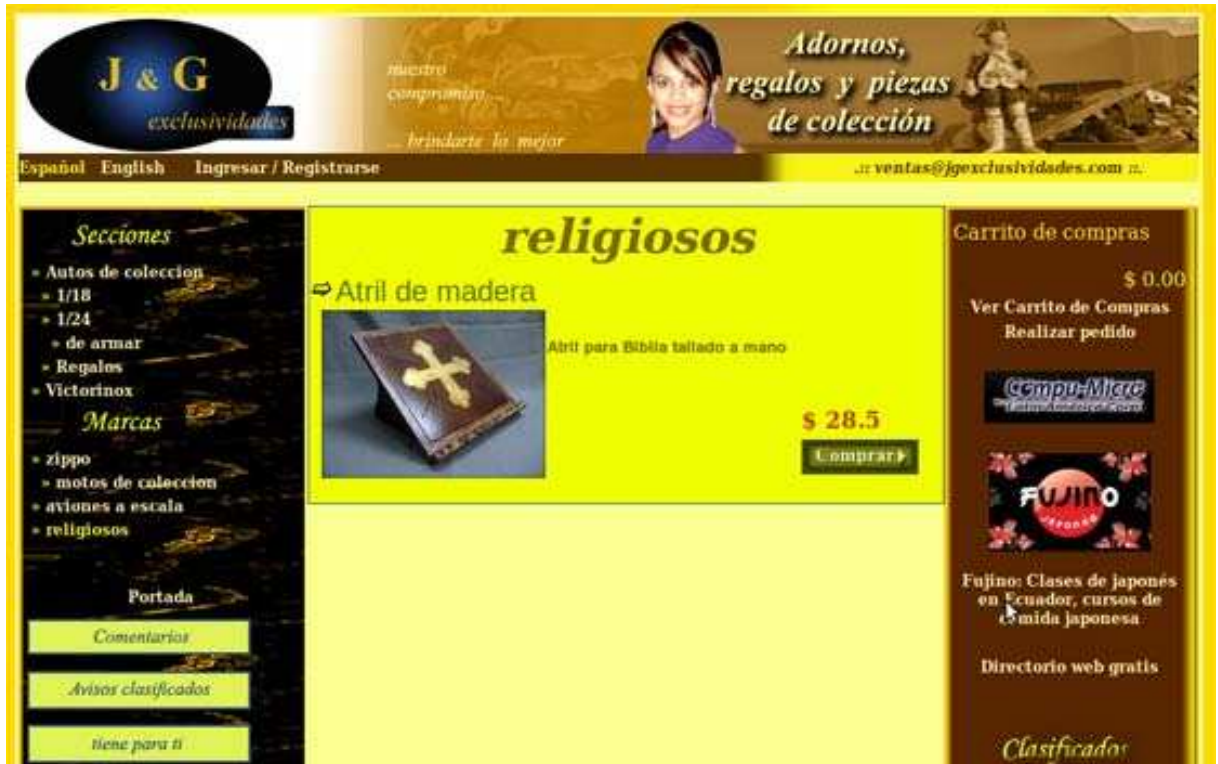 J & G
exclusividades
nuestro
compromiso...
... brindarte lo mejor
Adornos,
regalos y piezas
de colección
Español English Ingresar / Registrarse
.:: ventas@jgexclusividades.com ::.
Secciones
» Autos de coleccion
» 1/18
» 1/24
» de armar
» Regalos
» Victorinox
Marcas
» zippo
» motos de coleccion
» aviones a escala
» religiosos
Portada
Comentarios
Avisos clasificados
tiene para ti
religiosos
⇨ Atril de madera
Atril para Biblia tallado a mano
$ 28.5
Comprar
Carrito de compras
$ 0.00
Ver Carrito de Compras
Realizar pedido
Compu-Micro
LatinAmerica.Com
FUJINO
JAPONÉS
Fujino: Clases de japonés
en Ecuador, cursos de
comida japonesa
Directorio web gratis
Clasificados